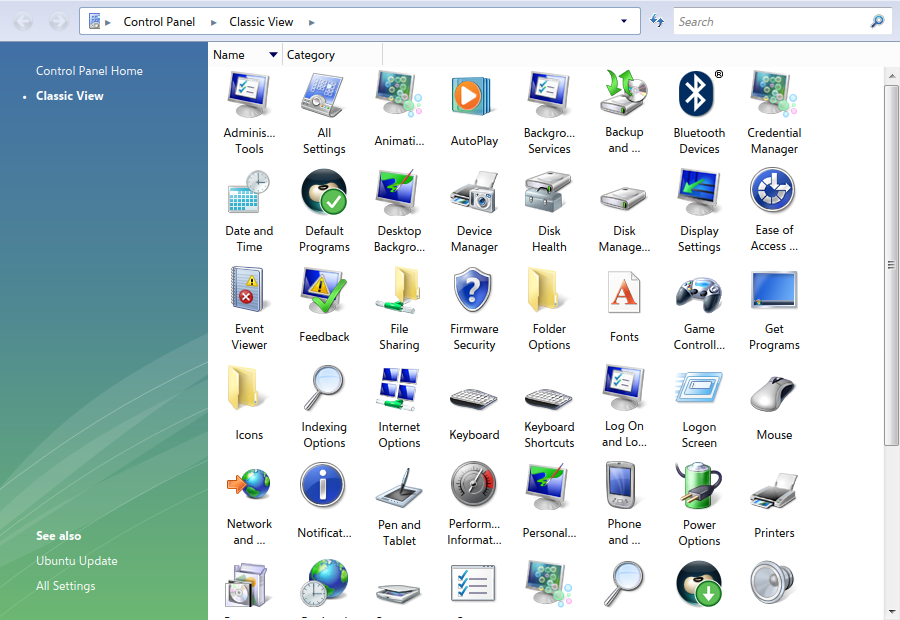 Control Panel
Classic View
Search
Control Panel Home
Classic View
Name
Category
Adminis...
Tools
All
Settings
Animati...
AutoPlay
Backgro...
Services
Backup
and ...
®
Bluetooth
Devices
Credential
Manager
Date and
Time
Default
Programs
Desktop
Backgro...
Device
Manager
Disk
Health
Disk
Manage...
Display
Settings
Ease of
Access ...
Event
Viewer
Feedback
File
Sharing
Firmware
Security
Folder
Options
A
Fonts
Game
Controll...
Get
Programs
Icons
Indexing
Options
Internet
Options
Keyboard
Keyboard
Shortcuts
Log On
and Lo...
Logon
Screen
Mouse
Network
and ...
Notificat...
Pen and
Tablet
Perform...
Informat...
Personal...
Phone
and ...
Power
Options
Printers
See also
Ubuntu Update
All Settings